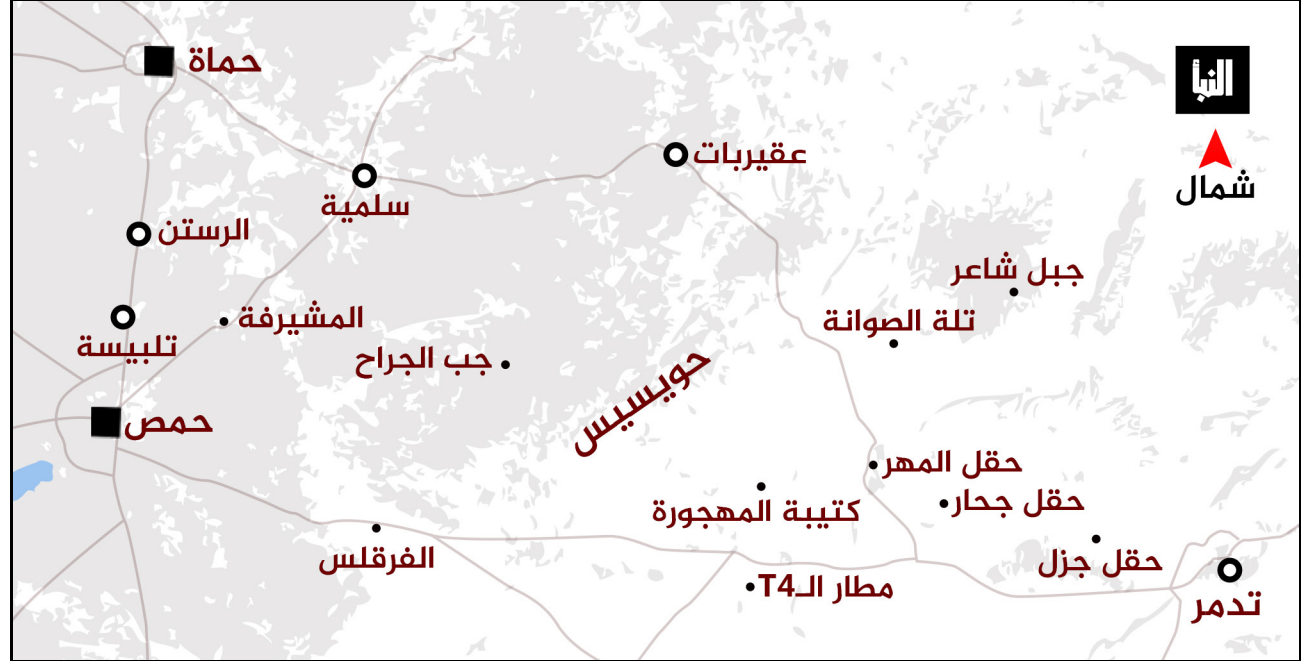 حماة
النبأ
شمال
عقيربات
سلمية
الرستن
جبل شاعر
تلة الصوانة
المشيرفة
تلبيسة
جب الجراح
حويسيس
حمص
حقل المهر
حقل جحار
كتيبة المهجورة
الفرقلس
حقل جزل
مطار الـT4
تدمر